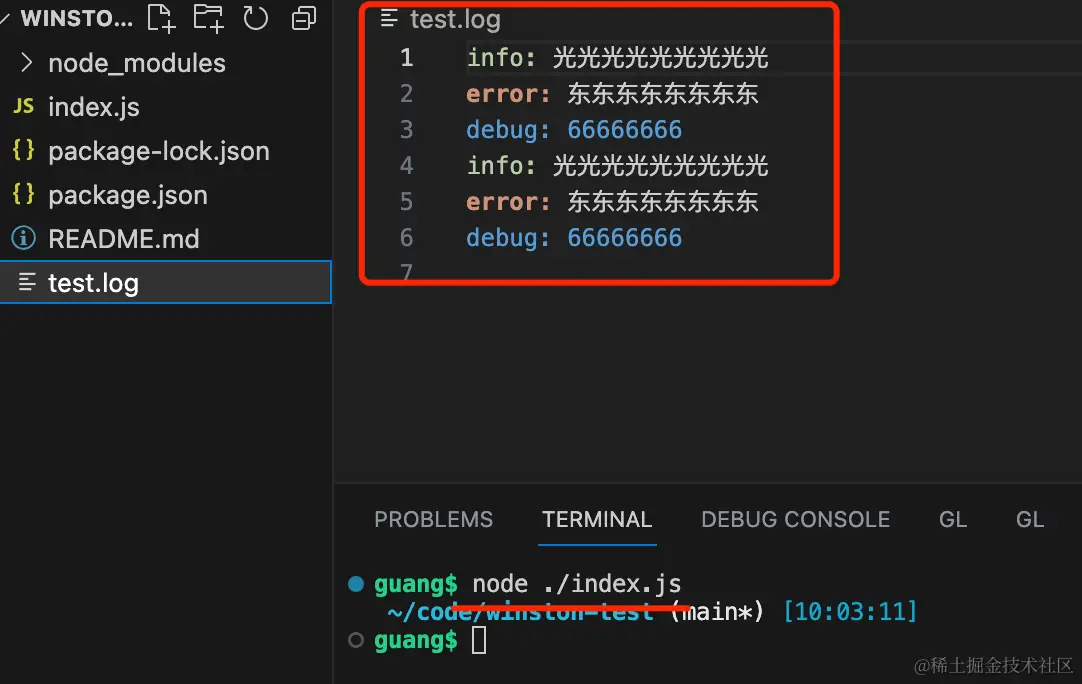 WINSTO...
node_modules
JS index.js
{} package-lock.json
{} package.json
README.md
test.log
test.log
1 info: 光光光光光光光光光
2 error: 东东东东东东东东
3 debug: 66666666
4 info: 光光光光光光光光光
5 error: 东东东东东东东东
6 debug: 66666666
7
PROBLEMS TERMINAL DEBUG CONSOLE GL GL
guang$ node ./index.js
~/code/winston-test (main*) [10:03:11]
guang$
@稀土掘金技术社区